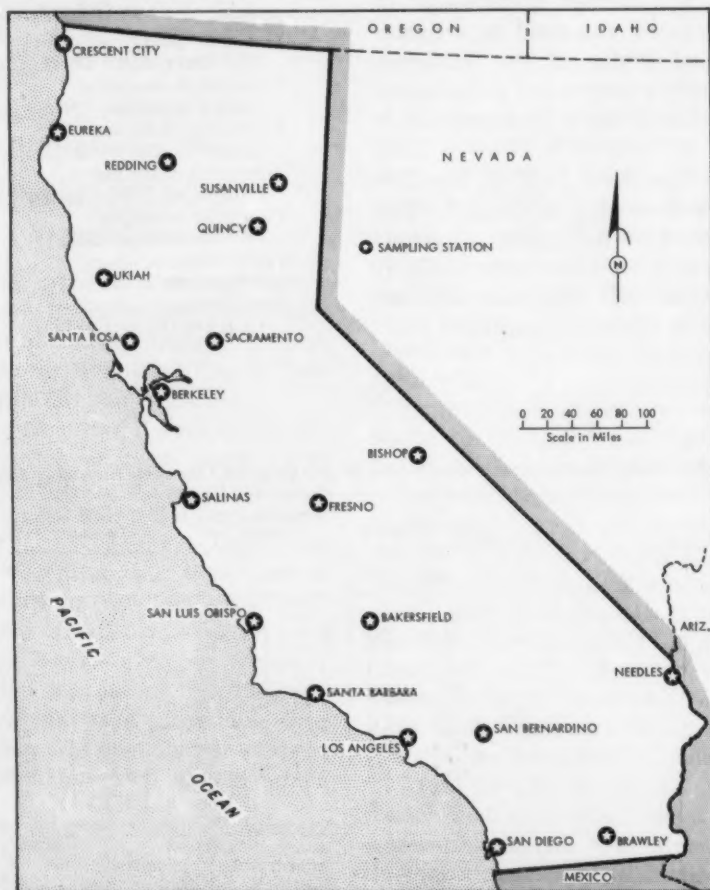 OREGON
IDAHO
CRESCENT CITY
EUREKA
REDDING
NEVADA
SUSANVILLE
QUINCY
SAMPLING STATION
N
UKIAH
SANTA ROSA
SACRAMENTO
BERKELEY
0 20 40 60 80 100
Scale in Miles
BISHOP
SALINAS
FRESNO
PACIFIC
SAN LUIS OBISPO
BAKERSFIELD
ARIZ.
NEEDLES
SANTA BARBARA
LOS ANGELES
SAN BERNARDINO
OCEAN
SAN DIEGO
BRAWLEY
MEXICO